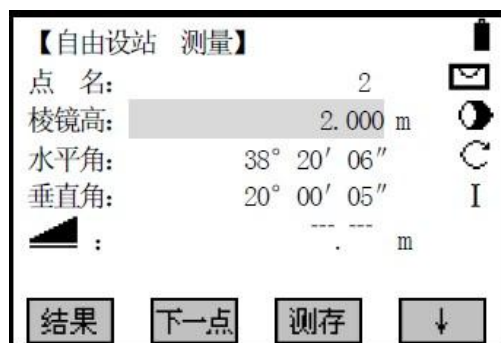 【自由设站 测量】
点 名: 2
棱镜高: 2.000 m
水平角: 38° 20′ 06″
垂直角: 20° 00′ 05″
: --- --- . m
I
结果 下一点 测存 ↓